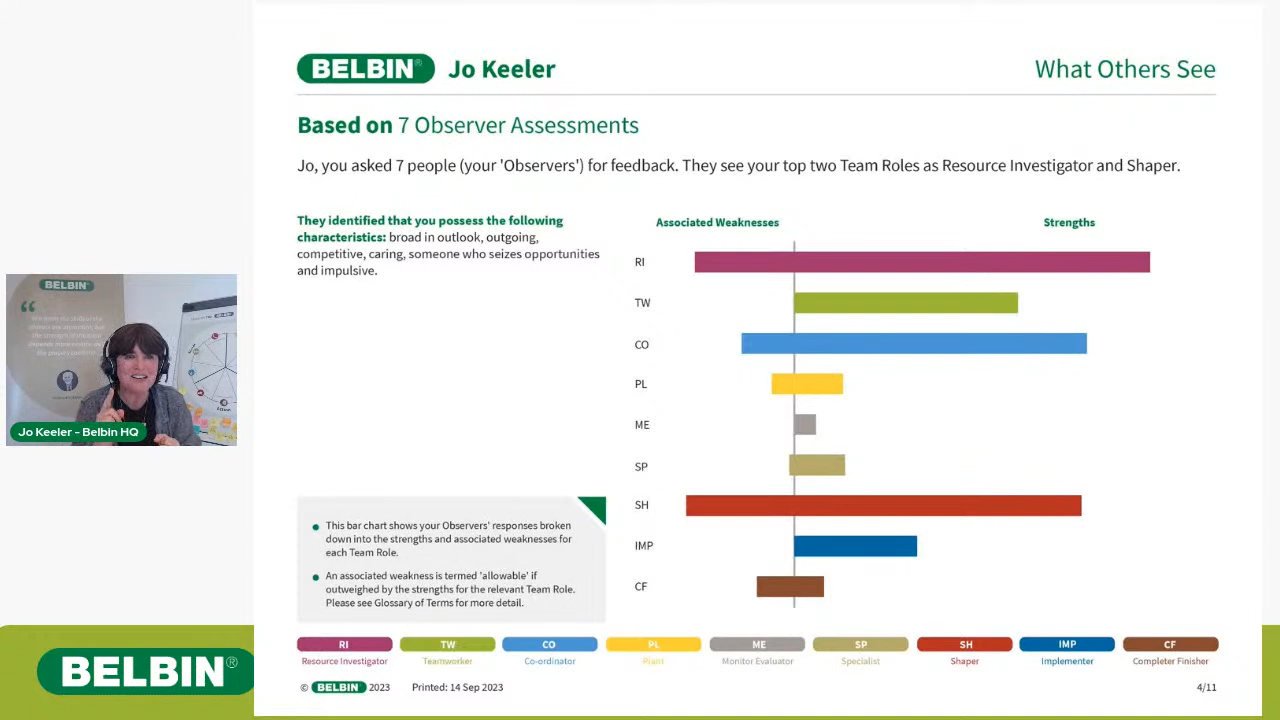 BELBIN® Jo Keeler
What Others See
Based on 7 Observer Assessments
Jo, you asked 7 people (your 'Observers') for feedback. They see your top two Team Roles as Resource Investigator and Shaper.
They identified that you possess the following
characteristics: broad in outlook, outgoing,
competitive, caring, someone who seizes opportunities
and impulsive.
Associated Weaknesses
Strengths
RI
TW
CO
PL
ME
SP
SH
IMP
CF
BELBIN
Jo Keeler - Belbin HQ
This bar chart shows your Observers' responses broken
down into the strengths and associated weaknesses for
each Team Role.
An associated weakness is termed 'allowable' if
outweighed by the strengths for the relevant Team Role.
Please see Glossary of Terms for more detail.
RI TW CO PL ME SP SH IMP CF
Resource Investigator Teamworker Co-ordinator Plant Monitor Evaluator Specialist Shaper Implementer Completer Finisher
© BELBIN® 2023 Printed: 14 Sep 2023
4/11
BELBIN®